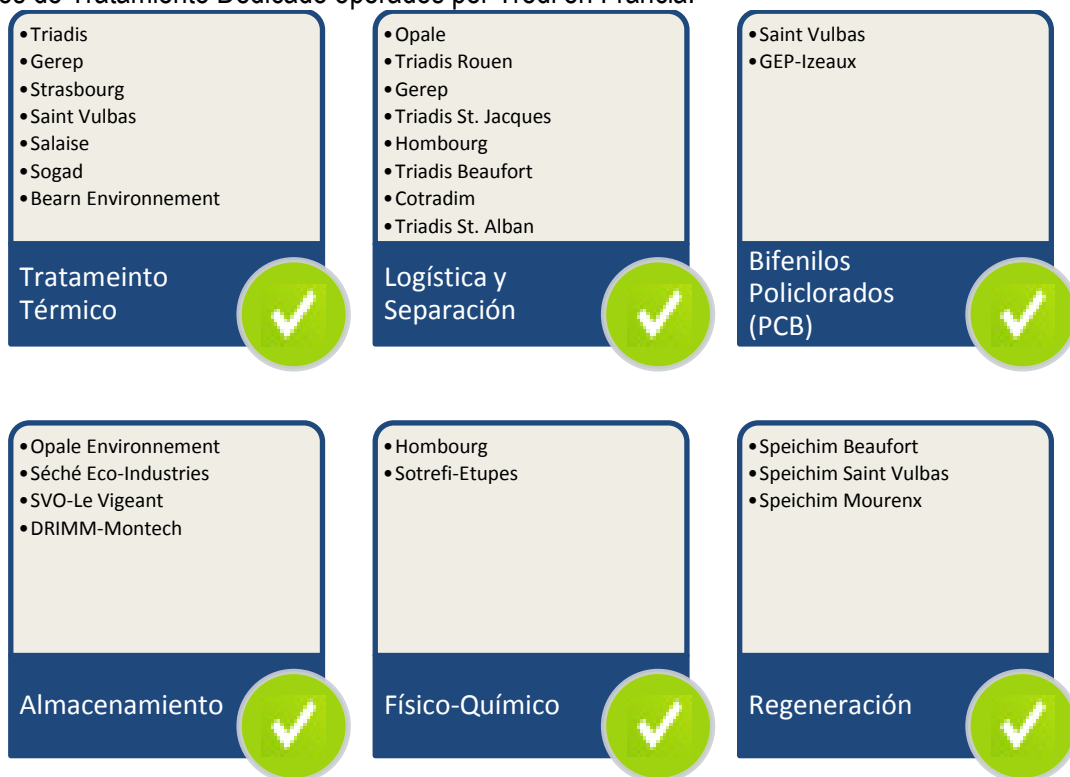 de Tratamiento Dedicado operados por Tredi en Francia.
•Triadis
•Gerep
•Strasbourg
•Saint Vulbas
•Salaise
•Sogad
•Bearn Environnement
Tratameinto
Térmico
•Opale
•Triadis Rouen
•Gerep
•Triadis St. Jacques
•Hombourg
•Triadis Beaufort
•Cotradim
•Triadis St. Alban
Logística y
Separación
•Saint Vulbas
•GEP-Izeaux
Bifenilos
Policlorados
(PCB)
•Opale Environnement
•Séché Eco-Industries
•SVO-Le Vigeant
•DRIMM-Montech
Almacenamiento
•Hombourg
•Sotrefi-Etupes
Físico-Químico
•Speichim Beaufort
•Speichim Saint Vulbas
•Speichim Mourenx
Regeneración